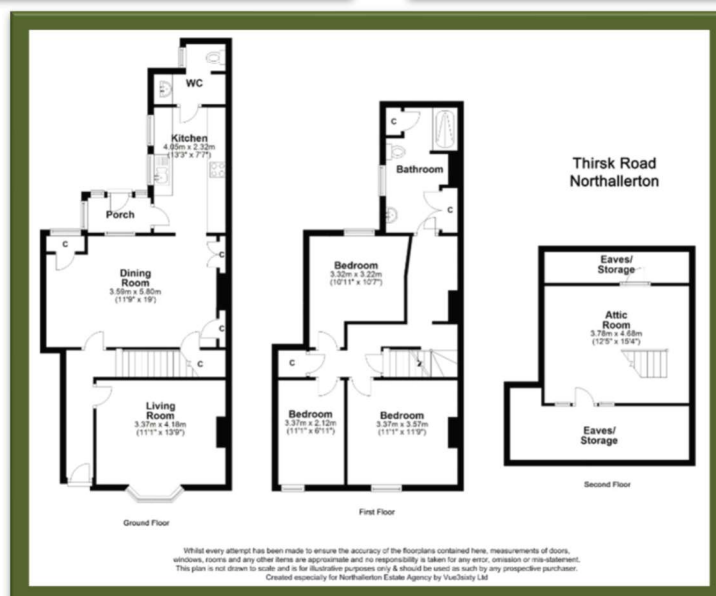 WC
Kitchen
4.05m x 2.32m
(13'3" x 7'7")
Porch
C
Dining
Room
3.59m x 5.80m
(11'9" x 19')
C
C
C
Living
Room
3.37m x 4.18m
(11'1" x 13'9")
Ground Floor
C
Bathroom
C
Bedroom
3.32m x 3.22m
(10'11" x 10'7")
C
Bedroom
3.37m x 2.12m
(11'1" x 6'11")
Bedroom
3.37m x 3.57m
(11'1" x 11'9")
First Floor
Thirsk Road
Northallerton
Eaves/
Storage
Attic
Room
3.78m x 4.68m
(12'5" x 15'4")
Eaves/
Storage
Second Floor
Whilst every attempt has been made to ensure the accuracy of the floorplans contained here, measurements of doors,
windows, rooms and any other items are approximate and no responsibility is taken for any error, omission or mis-statement.
This plan is not drawn to scale and is for illustrative purposes only & should be used as such by any prospective purchaser.
Created especially for Northallerton Estate Agency by Vue3sixty Ltd